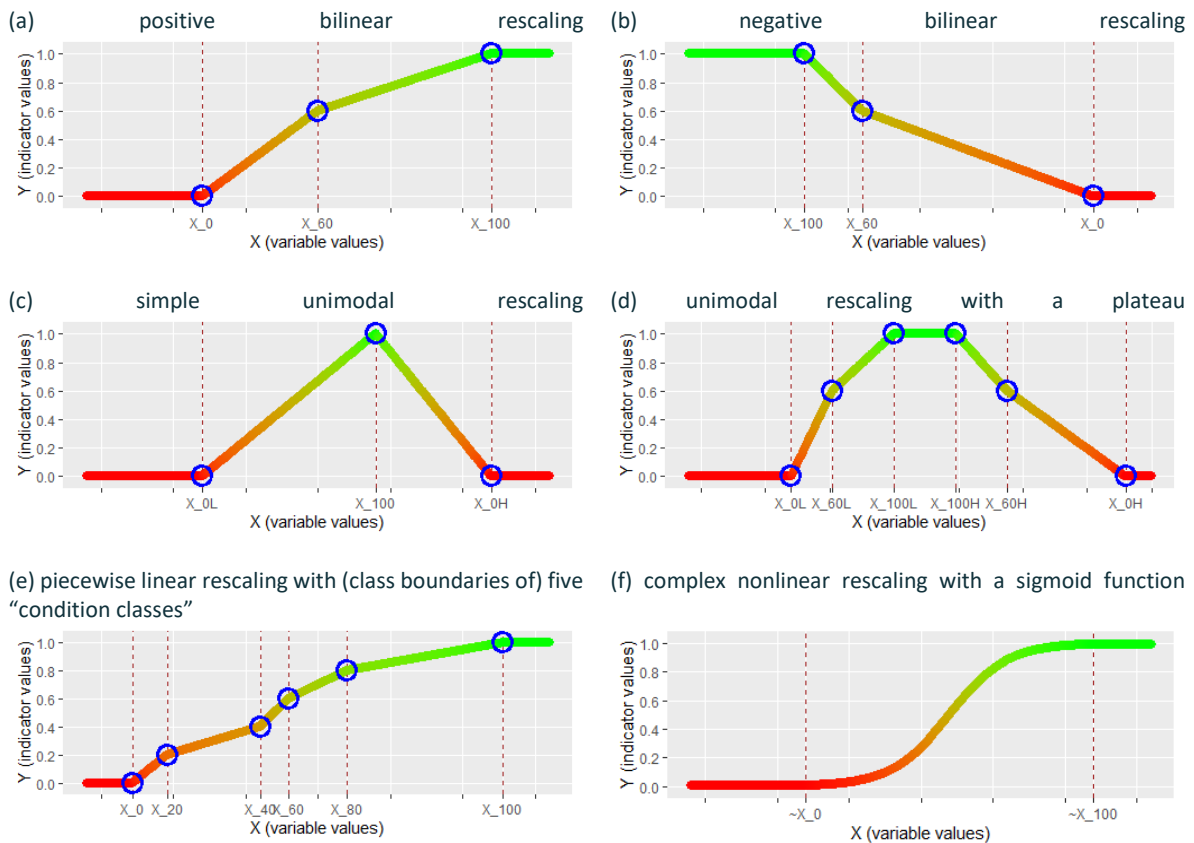 (a) positive bilinear rescaling
1.0
0.8
0.6
0.4
0.2
0.0
Y (indicator values)
X_0 X_60 X_100
X (variable values)
(b) negative bilinear rescaling
1.0
0.8
0.6
0.4
0.2
0.0
Y (indicator values)
X_100 X_60 X_0
X (variable values)
(c) simple unimodal rescaling
1.0
0.8
0.6
0.4
0.2
0.0
Y (indicator values)
X_0L X_100 X_0H
X (variable values)
(d) unimodal rescaling with a plateau
1.0
0.8
0.6
0.4
0.2
0.0
Y (indicator values)
X_0L X_60L X_100L X_100H X_60H X_0H
X (variable values)
(e) piecewise linear rescaling with (class boundaries of) five
“condition classes”
1.0
0.8
0.6
0.4
0.2
0.0
Y (indicator values)
X_0 X_20 X_40 X_60 X_80 X_100
X (variable values)
(f) complex nonlinear rescaling with a sigmoid function
1.0
0.8
0.6
0.4
0.2
0.0
Y (indicator values)
~X_0 ~X_100
X (variable values)